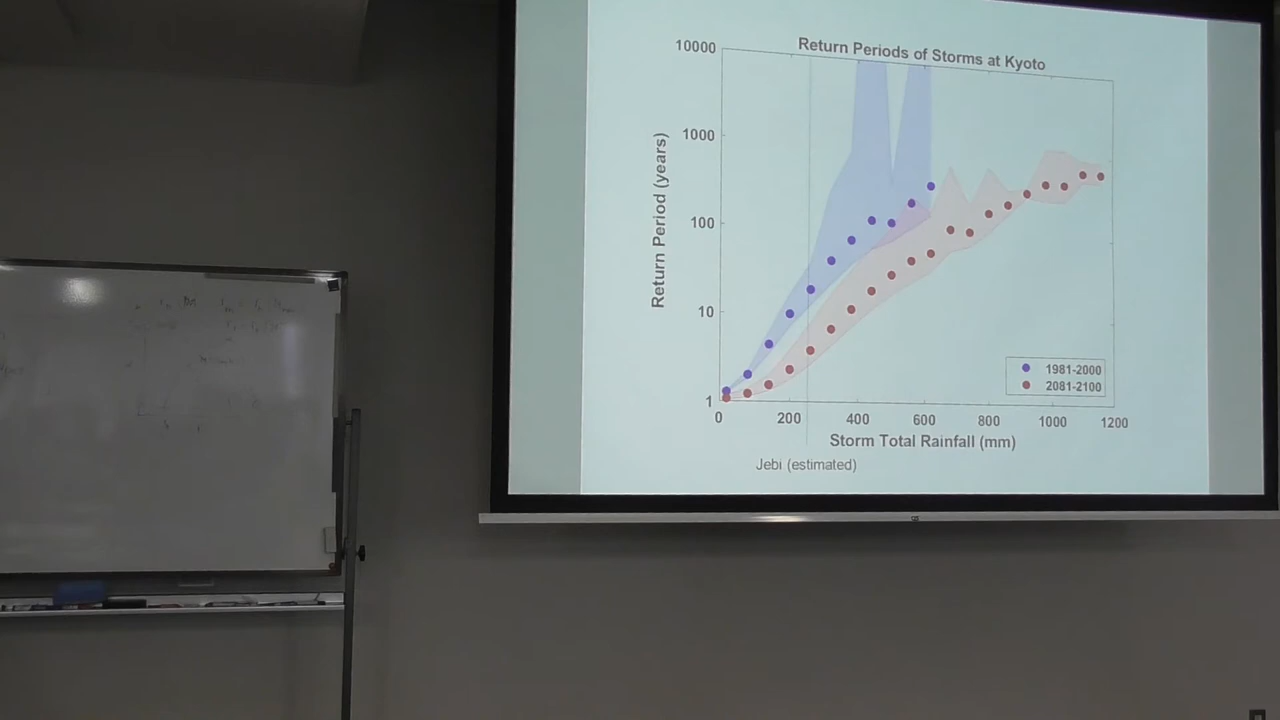 Return Periods of Storms at Kyoto
10000
1000
100
10
1
Return Period (years)
0 200 400 600 800 1000 1200
Storm Total Rainfall (mm)
Jebi (estimated)
1981-2000
2081-2100